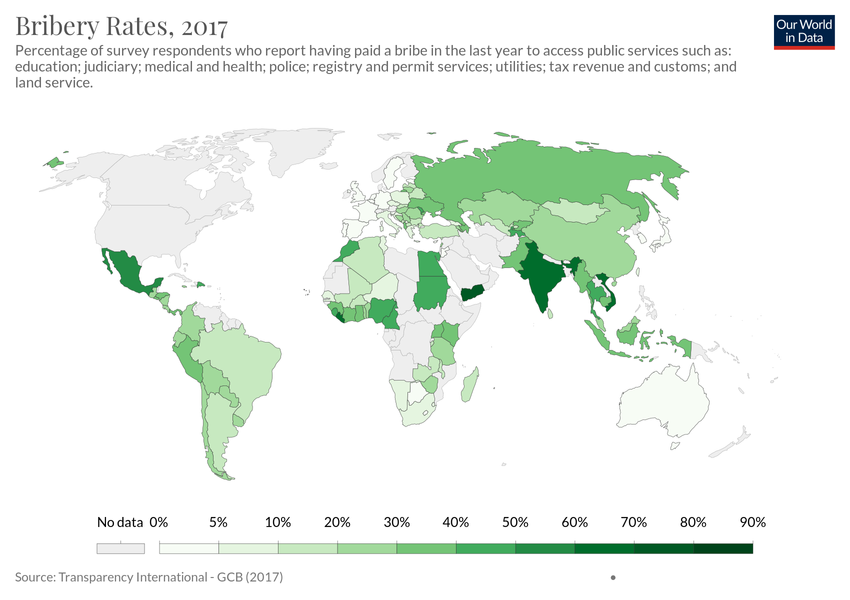 Bribery Rates, 2017
Our World
in Data
Percentage of survey respondents who report having paid a bribe in the last year to access public services such as:
education; judiciary; medical and health; police; registry and permit services; utilities; tax revenue and customs; and
land service.
No data 0% 5% 10% 20% 30% 40% 50% 60% 70% 80% 90%
Source: Transparency International - GCB (2017)